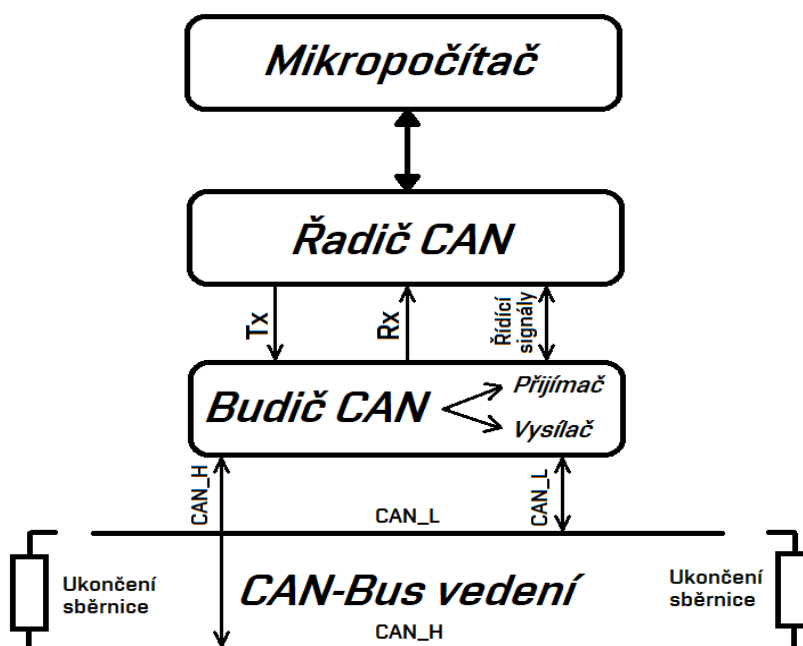 Mikropočítač
Řadič CAN
Tx
Rx
Řídící
signály
Budič CAN
Přijímač
Vysílač
CAN_H
CAN_L
CAN_L
Ukončení
sběrnice
CAN-Bus vedení
Ukončení
sběrnice
CAN_H